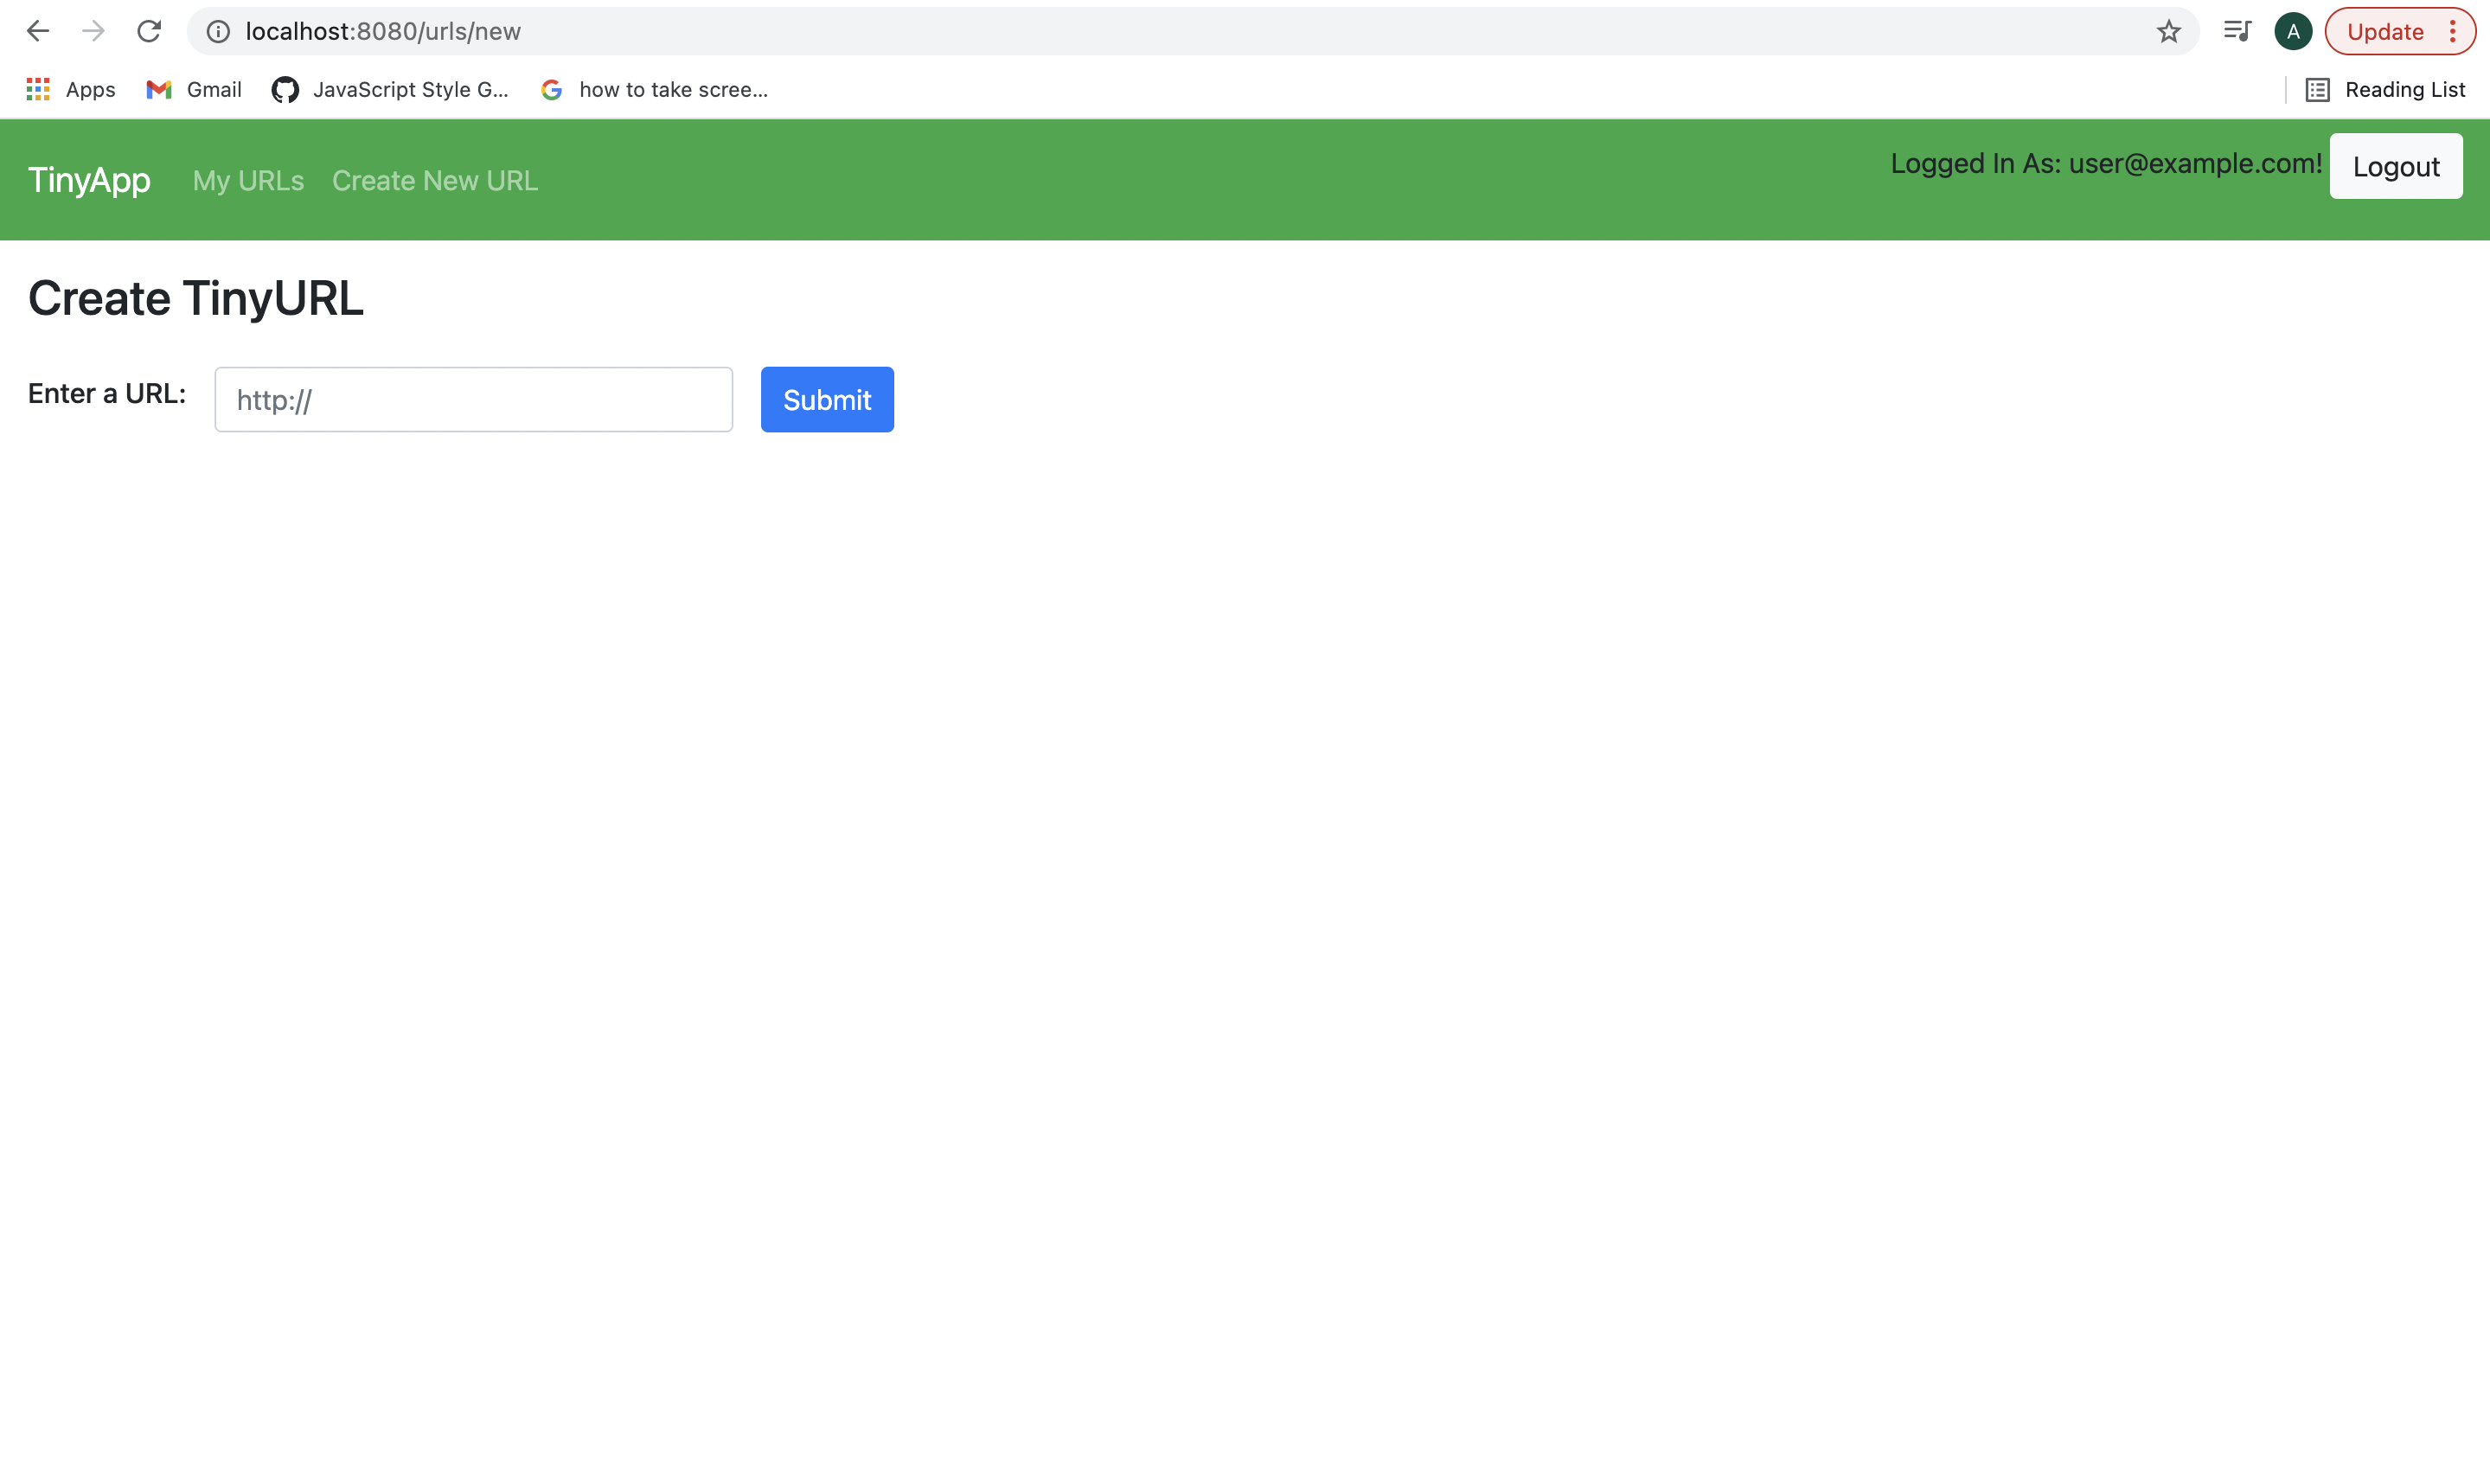 localhost:8080/urls/new
A
Update
Apps
Gmail
JavaScript Style G...
how to take scree...
Reading List
TinyApp
My URLs
Create New URL
Logged In As: user@example.com!
Logout
Create TinyURL
Enter a URL:
http://
Submit